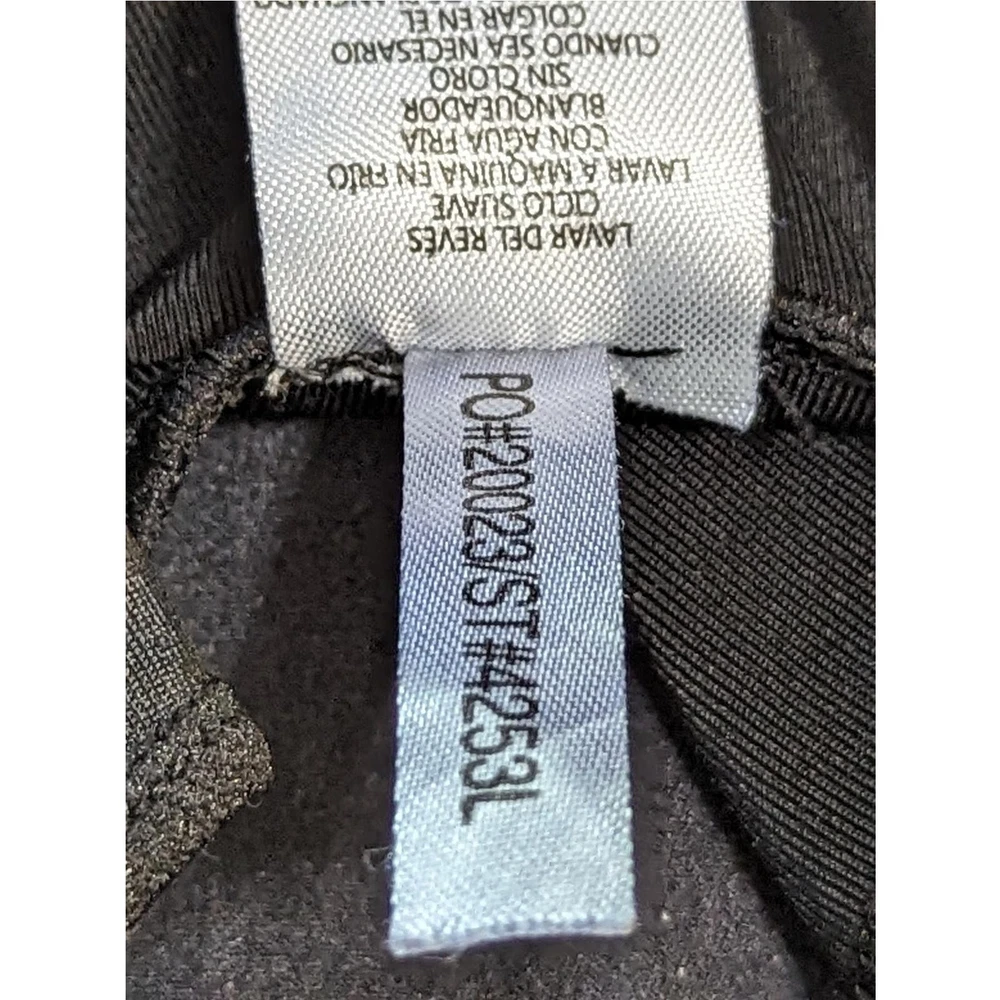 LAVAR DEL REVÉS
CICLO SUAVE
LAVAR A MAQUINA EN FRÍO
CON AGUA FRIA
BLANQUEADOR
SIN CLORO
CUANDO SEA NECESARIO
COLGAR EN EL
PO#20023/ST#4253L